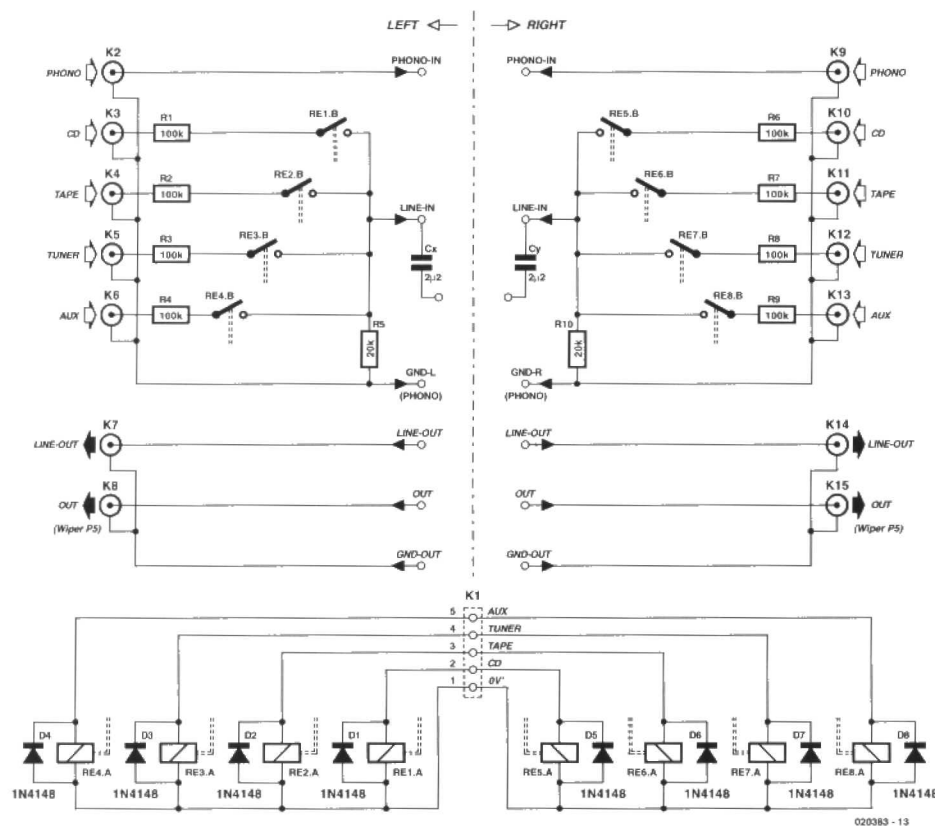 LEFT RIGHT
K2 PHONO-IN PHONO-IN K9
PHONO PHONO
K3 R1 100k RE1.B RE5.B R6 100k K10
CD CD
K4 R2 100k RE2.B RE6.B R7 100k K11
TAPE TAPE
LINE-IN LINE-IN
K5 R3 100k RE3.B RE7.B R8 100k K12
TUNER TUNER
Cx 2µ2 Cy 2µ2
K6 R4 100k RE4.B RE8.B R9 100k K13
AUX AUX
R5 20k R10 20k
GND-L GND-R
(PHONO) (PHONO)
K7 K14
LINE-OUT LINE-OUT LINE-OUT LINE-OUT
K8 K15
OUT OUT OUT OUT
(Wiper P5) (Wiper P5)
GND-OUT GND-OUT
K1
5 AUX
4 TUNER
3 TAPE
2 CD
1 0V'
D4 D3 D2 D1 D5 D6 D7 D8
RE4.A RE3.A RE2.A RE1.A RE5.A RE6.A RE7.A RE8.A
1N4148 1N4148 1N4148 1N4148 1N4148 1N4148 1N4148 1N4148
020383 - 13